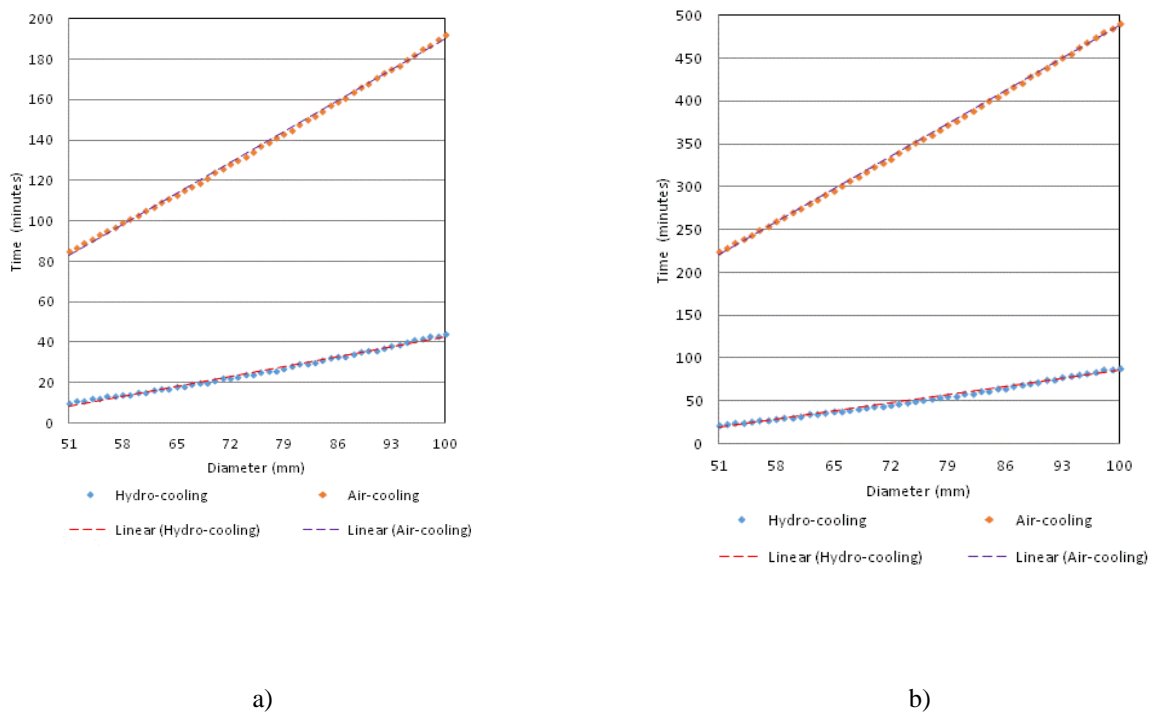 200
180
160
140
120
100
80
60
40
20
0
Time (minutes)
51 58 65 72 79 86 93 100
Diameter (mm)
Hydro-cooling Air-cooling
Linear (Hydro-cooling) Linear (Air-cooling)
a)
500
450
400
350
300
250
200
150
100
50
0
Time (minutes)
51 58 65 72 79 86 93 100
Diameter (mm)
Hydro-cooling Air-cooling
Linear (Hydro-cooling) Linear (Air-cooling)
b)